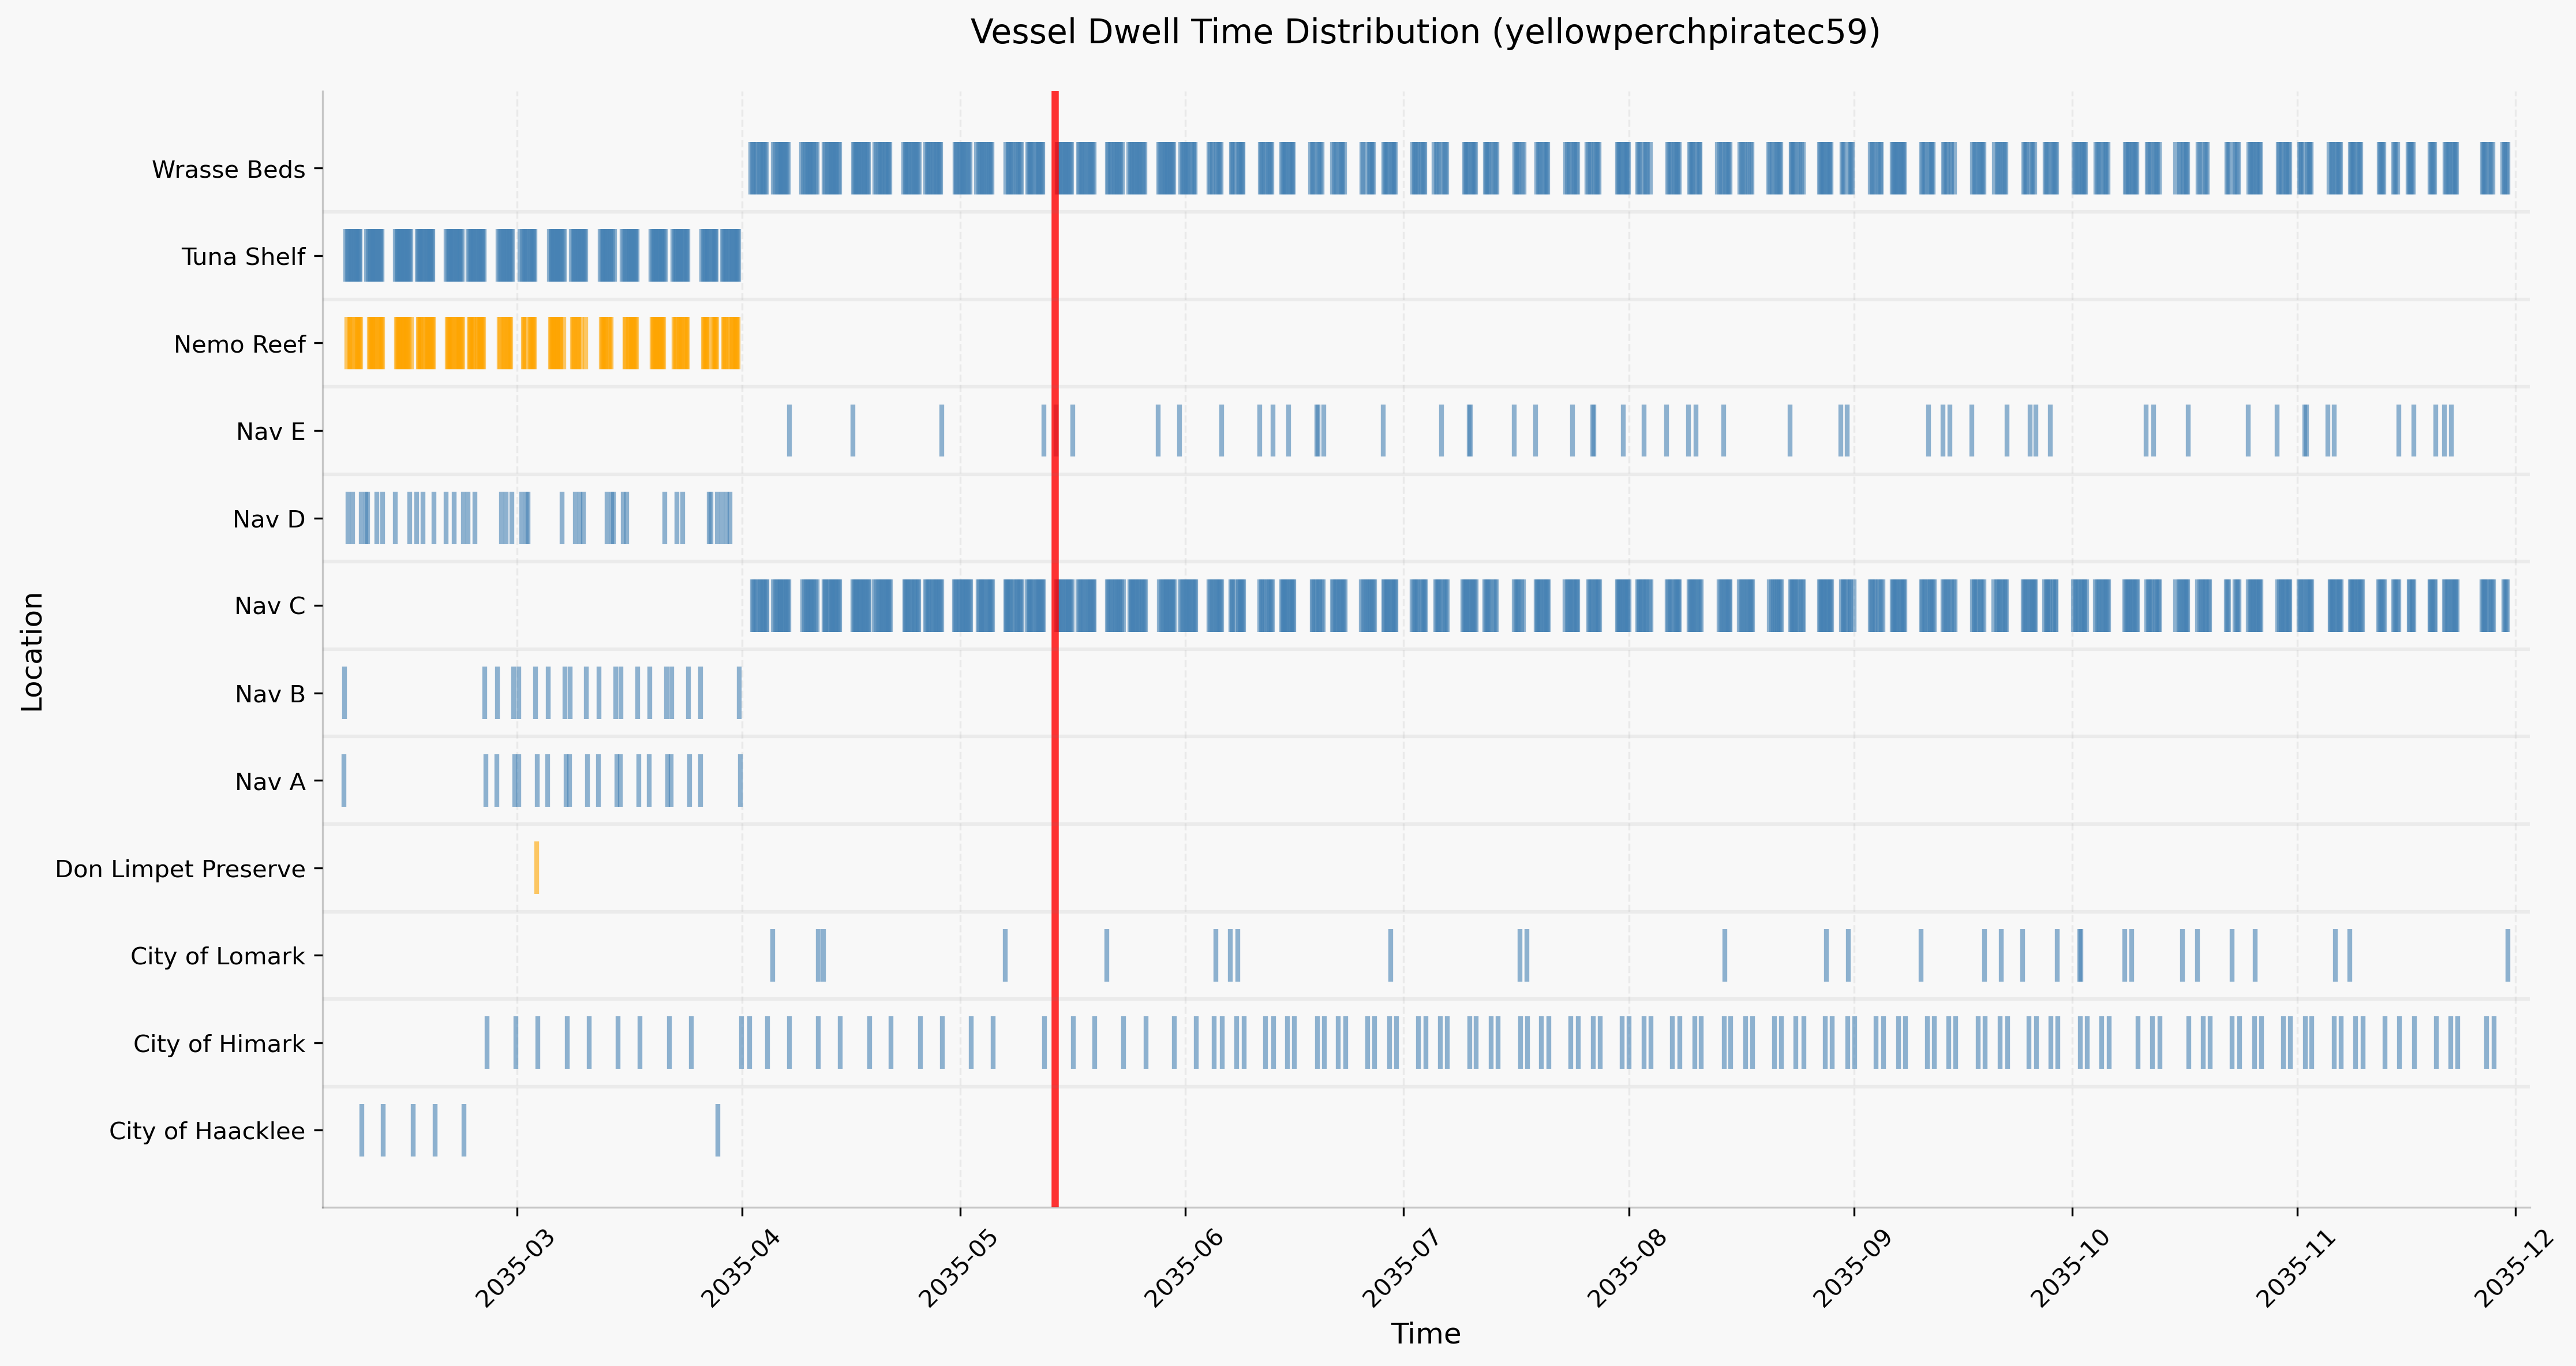 Vessel Dwell Time Distribution (yellowperchpiratec59)
Location
Wrasse Beds
Tuna Shelf
Nemo Reef
Nav E
Nav D
Nav C
Nav B
Nav A
Don Limpet Preserve
City of Lomark
City of Himark
City of Haacklee
2035-03
2035-04
2035-05
2035-06
2035-07
2035-08
2035-09
2035-10
2035-11
2035-12
Time